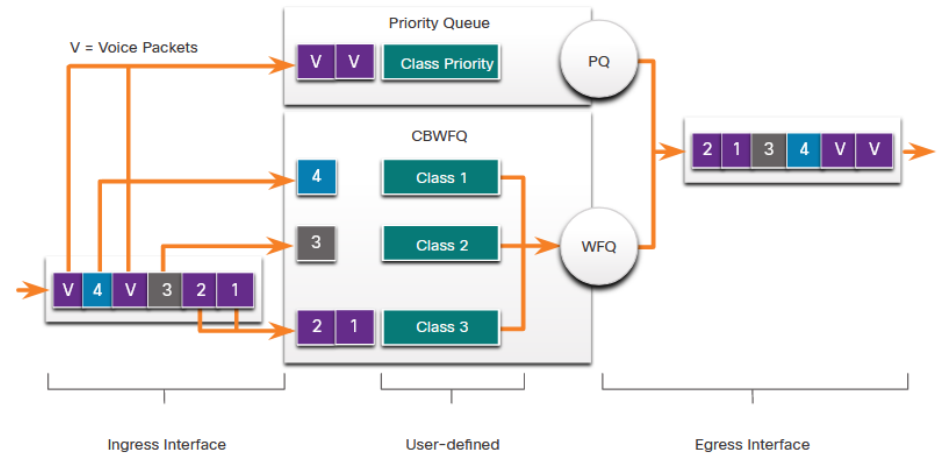 Priority Queue
V = Voice Packets
V V Class Priority
PQ
CBWFQ
2 1 3 4 V V
4 Class 1
3 Class 2
WFQ
V 4 V 3 2 1
2 1 Class 3
Ingress Interface
User-defined
Egress Interface